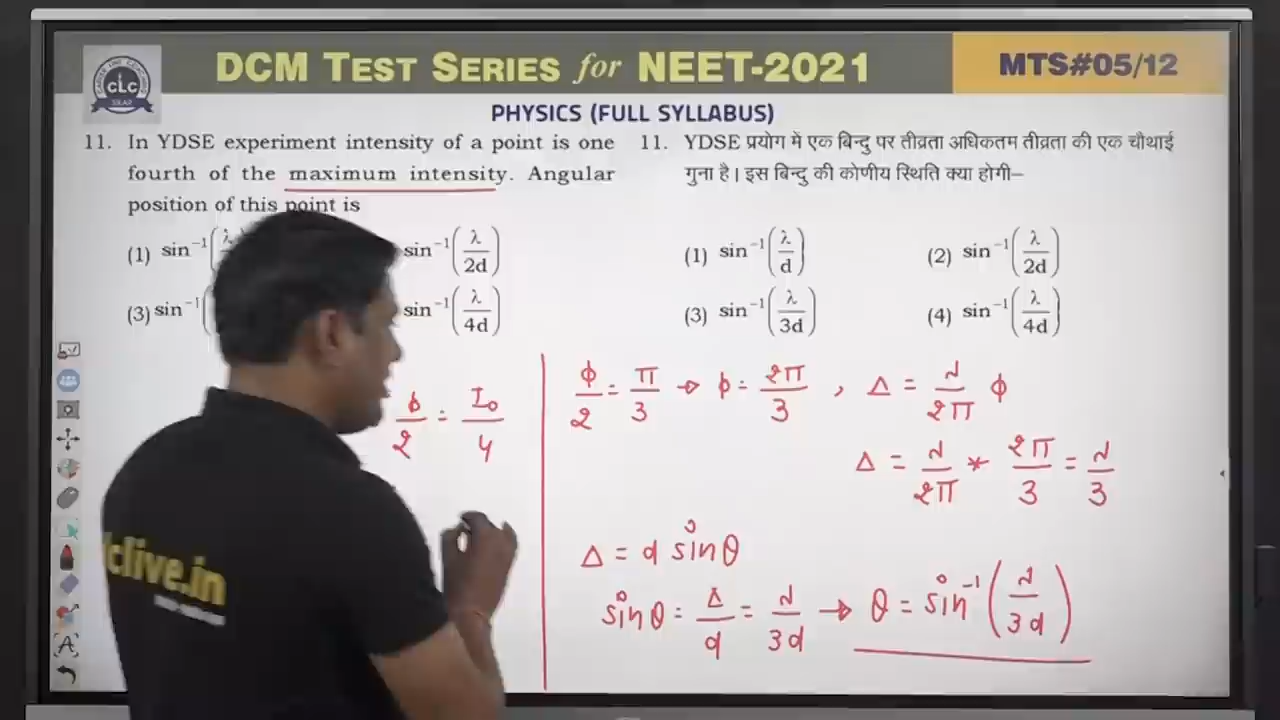 DCM TEST SERIES for NEET-2021
MTS#05/12
CLC
SIKAR
PHYSICS (FULL SYLLABUS)
11. In YDSE experiment intensity of a point is one
fourth of the maximum intensity. Angular
position of this point is
(1) sin⁻¹(λ
sin⁻¹(λ/2d)
(3) sin⁻¹(
sin⁻¹(λ/4d)
11. YDSE प्रयोग में एक बिन्दु पर तीव्रता अधिकतम तीव्रता की एक चौथाई
गुना है। इस बिन्दु की कोणीय स्थिति क्या होगी–
(1) sin⁻¹(λ/d) (2) sin⁻¹(λ/2d)
(3) sin⁻¹(λ/3d) (4) sin⁻¹(λ/4d)
ϕ/2 = I₀/4
ϕ/2 = π/3 → ϕ = 2π/3 , Δ = λ/2π ϕ
Δ = λ/2π * 2π/3 = λ/3
Δ = d sinθ
sinθ = Δ/d = λ/3d → θ = sin⁻¹(λ/3d)
clive.in